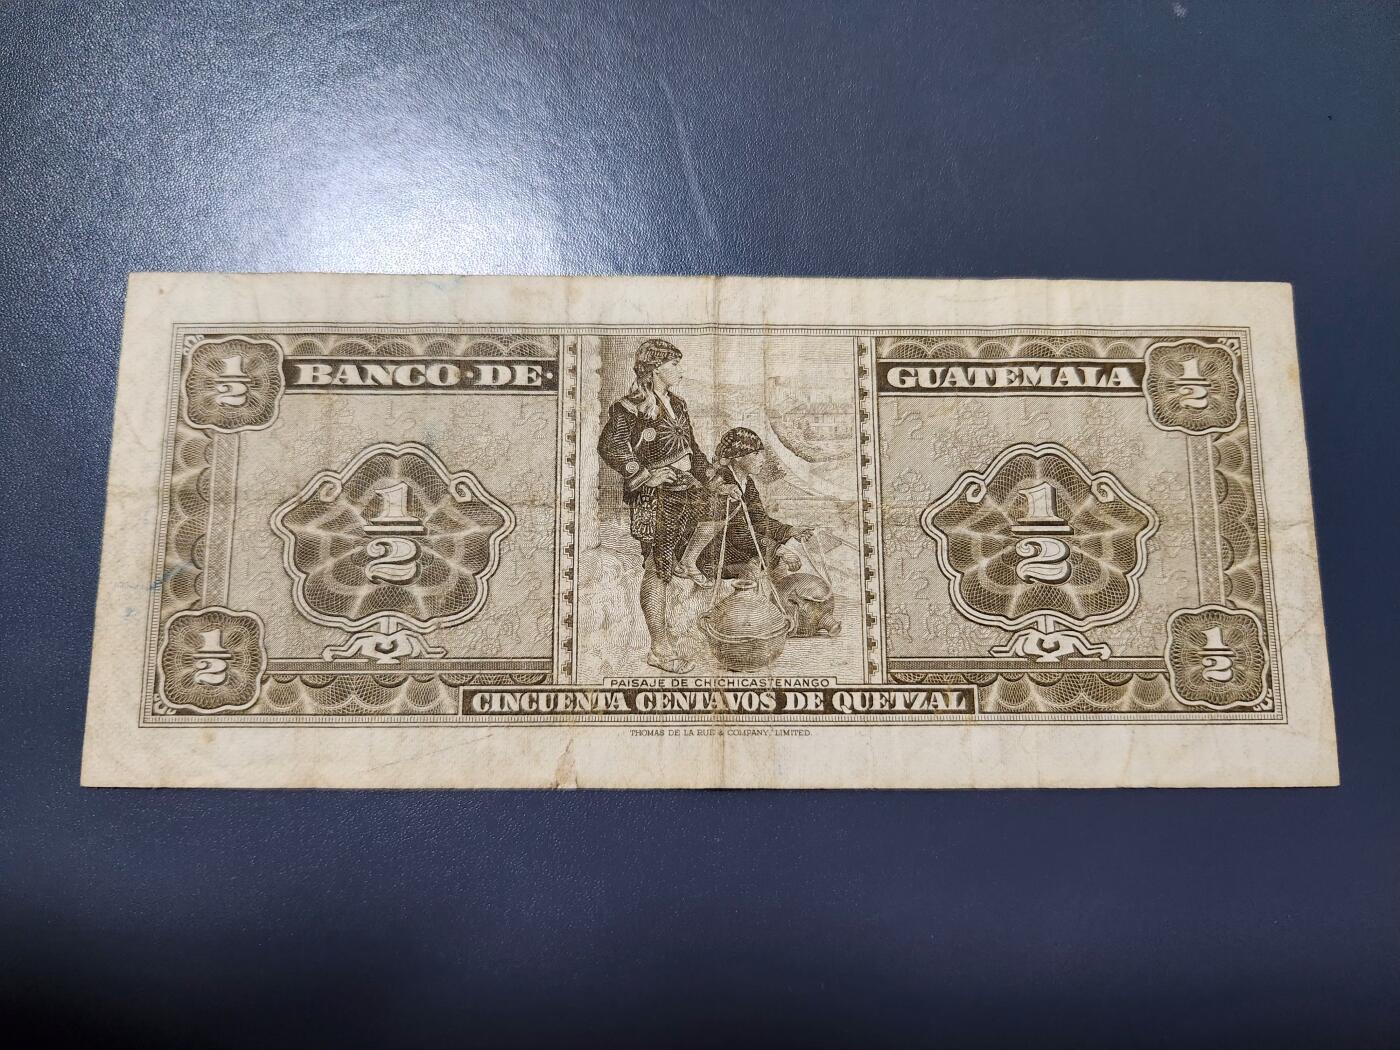 1/2 BANCO·DE· GUATEMALA 1/2
1/2 1/2
1/2 1/2
PAISAJE DE CHICHICASTENANGO
CINCUENTA CENTAVOS DE QUETZAL
THOMAS DE LA RUE & COMPANY, LIMITED.